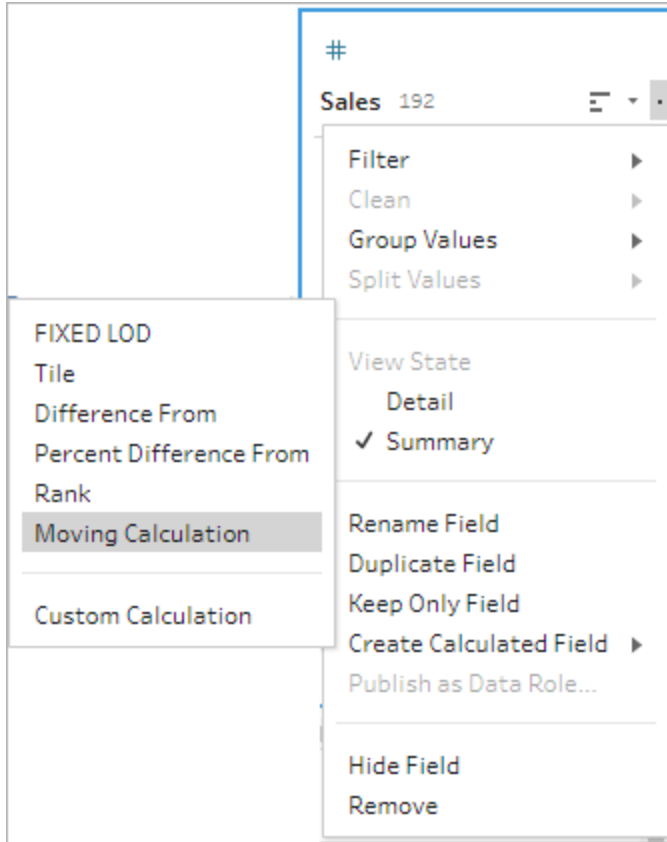 #
Sales 192
Filter
Clean
Group Values
Split Values
View State
Detail
✓ Summary
Rename Field
Duplicate Field
Keep Only Field
Create Calculated Field
Publish as Data Role...
Hide Field
Remove
FIXED LOD
Tile
Difference From
Percent Difference From
Rank
Moving Calculation
Custom Calculation